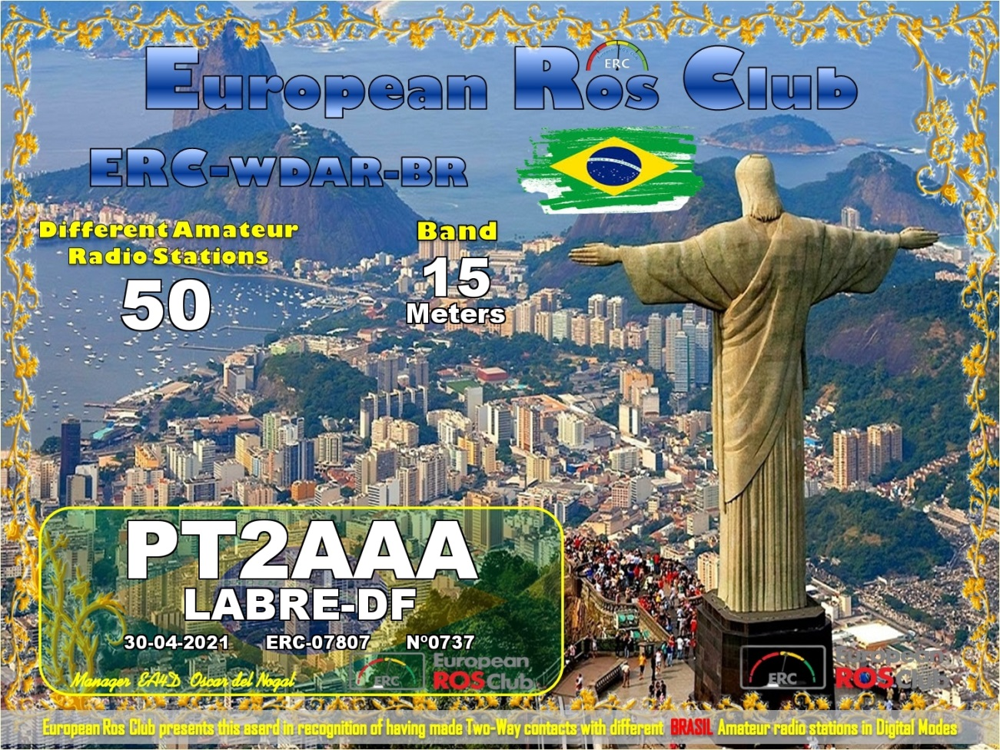 European Ros Club
ERC
ERC-WDAR-BR
Different Amateur
Radio Stations
50
Band
15
Meters
PT2AAA
LABRE-DF
30-04-2021 ERC-07807 Nº0737
Manager EA4D Oscar del Nogal
ERC
European
ROS Club
ERC
European
ROS Club
European Ros Club presents this asard in recognition of having made Two-Way contacts with different BRASIL Amateur radio stations in Digital Modes